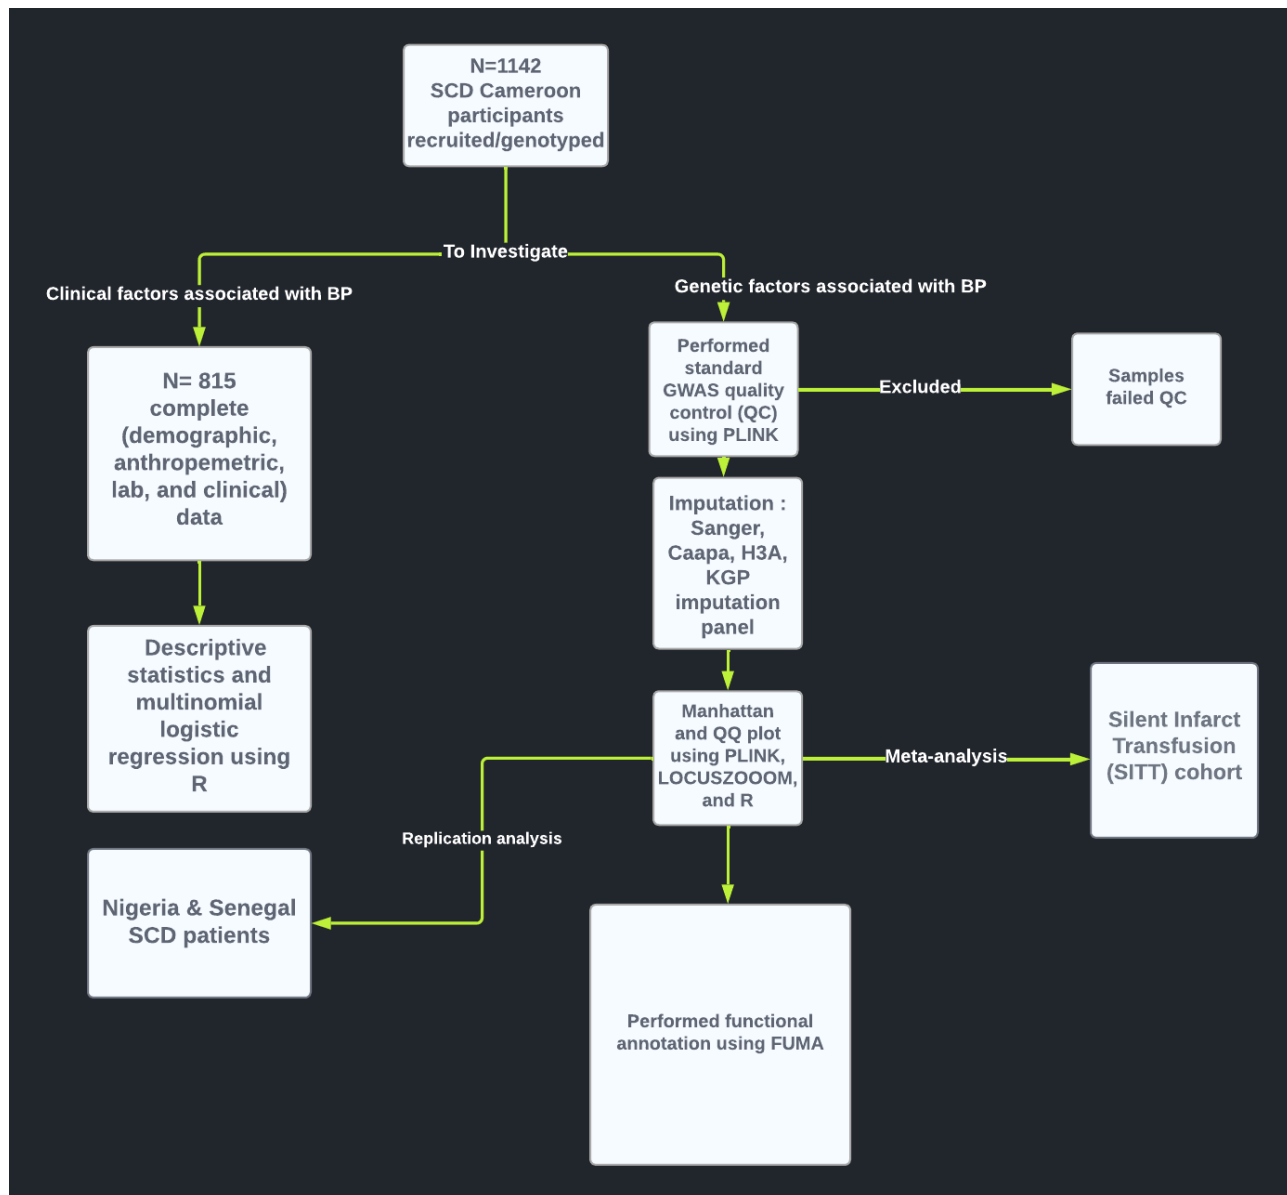 N=1142
SCD Cameroon
participants
recruited/genotyped
To Investigate
Clinical factors associated with BP
Genetic factors associated with BP
N= 815
complete
(demographic,
anthropemetric,
lab, and clinical)
data
Performed
standard
GWAS quality
control (QC)
using PLINK
Excluded
Samples
failed QC
Imputation :
Sanger,
Caapa, H3A,
KGP
imputation
panel
Descriptive
statistics and
multinomial
logistic
regression using
R
Manhattan
and QQ plot
using PLINK,
LOCUSZOOOM,
and R
Meta-analysis
Silent Infarct
Transfusion
(SITT) cohort
Replication analysis
Nigeria & Senegal
SCD patients
Performed functional
annotation using FUMA